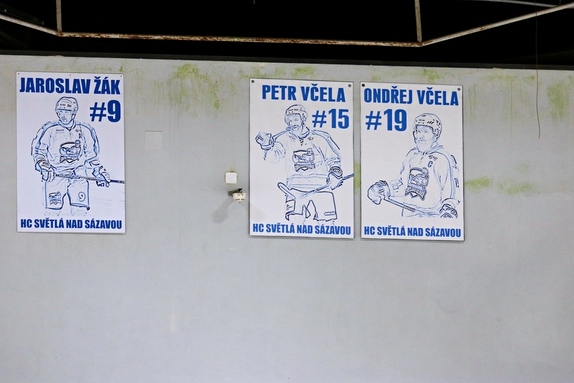 JAROSLAV ŽÁK
#9
9
HC SVĚTLÁ NAD SÁZAVOU
PETR VČELA
#15
HC SVĚTLÁ NAD SÁZAVOU
ONDŘEJ VČELA
#19
C
HC SVĚTLÁ NAD SÁZAVOU